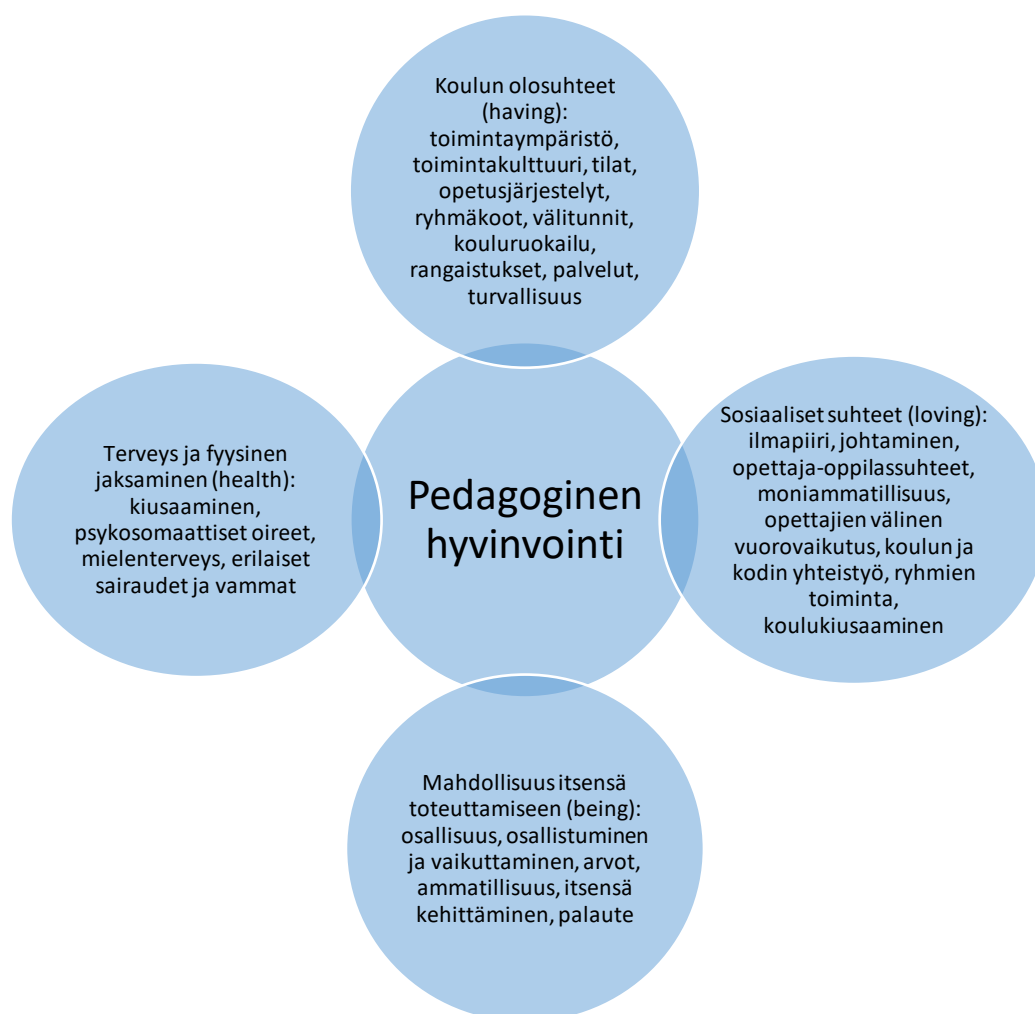 Koulun olosuhteet
(having):
toimintaympäristö,
toimintakulttuuri, tilat,
opetusjärjestelyt,
ryhmäkoot, välitunnit,
kouluruokailu,
rangaistukset, palvelut,
turvallisuus
Terveys ja fyysinen
jaksaminen (health):
kiusaaminen,
psykosomaattiset oireet,
mielenterveys, erilaiset
sairaudet ja vammat
Pedagoginen
hyvinvointi
Sosiaaliset suhteet (loving):
ilmapiiri, johtaminen,
opettaja-oppilassuhteet,
moniammatillisuus,
opettajien välinen
vuorovaikutus, koulun ja
kodin yhteistyö, ryhmien
toiminta,
koulukiusaaminen
Mahdollisuus itsensä
toteuttamiseen (being):
osallisuus, osallistuminen
ja vaikuttaminen, arvot,
ammatillisuus, itsensä
kehittäminen, palaute